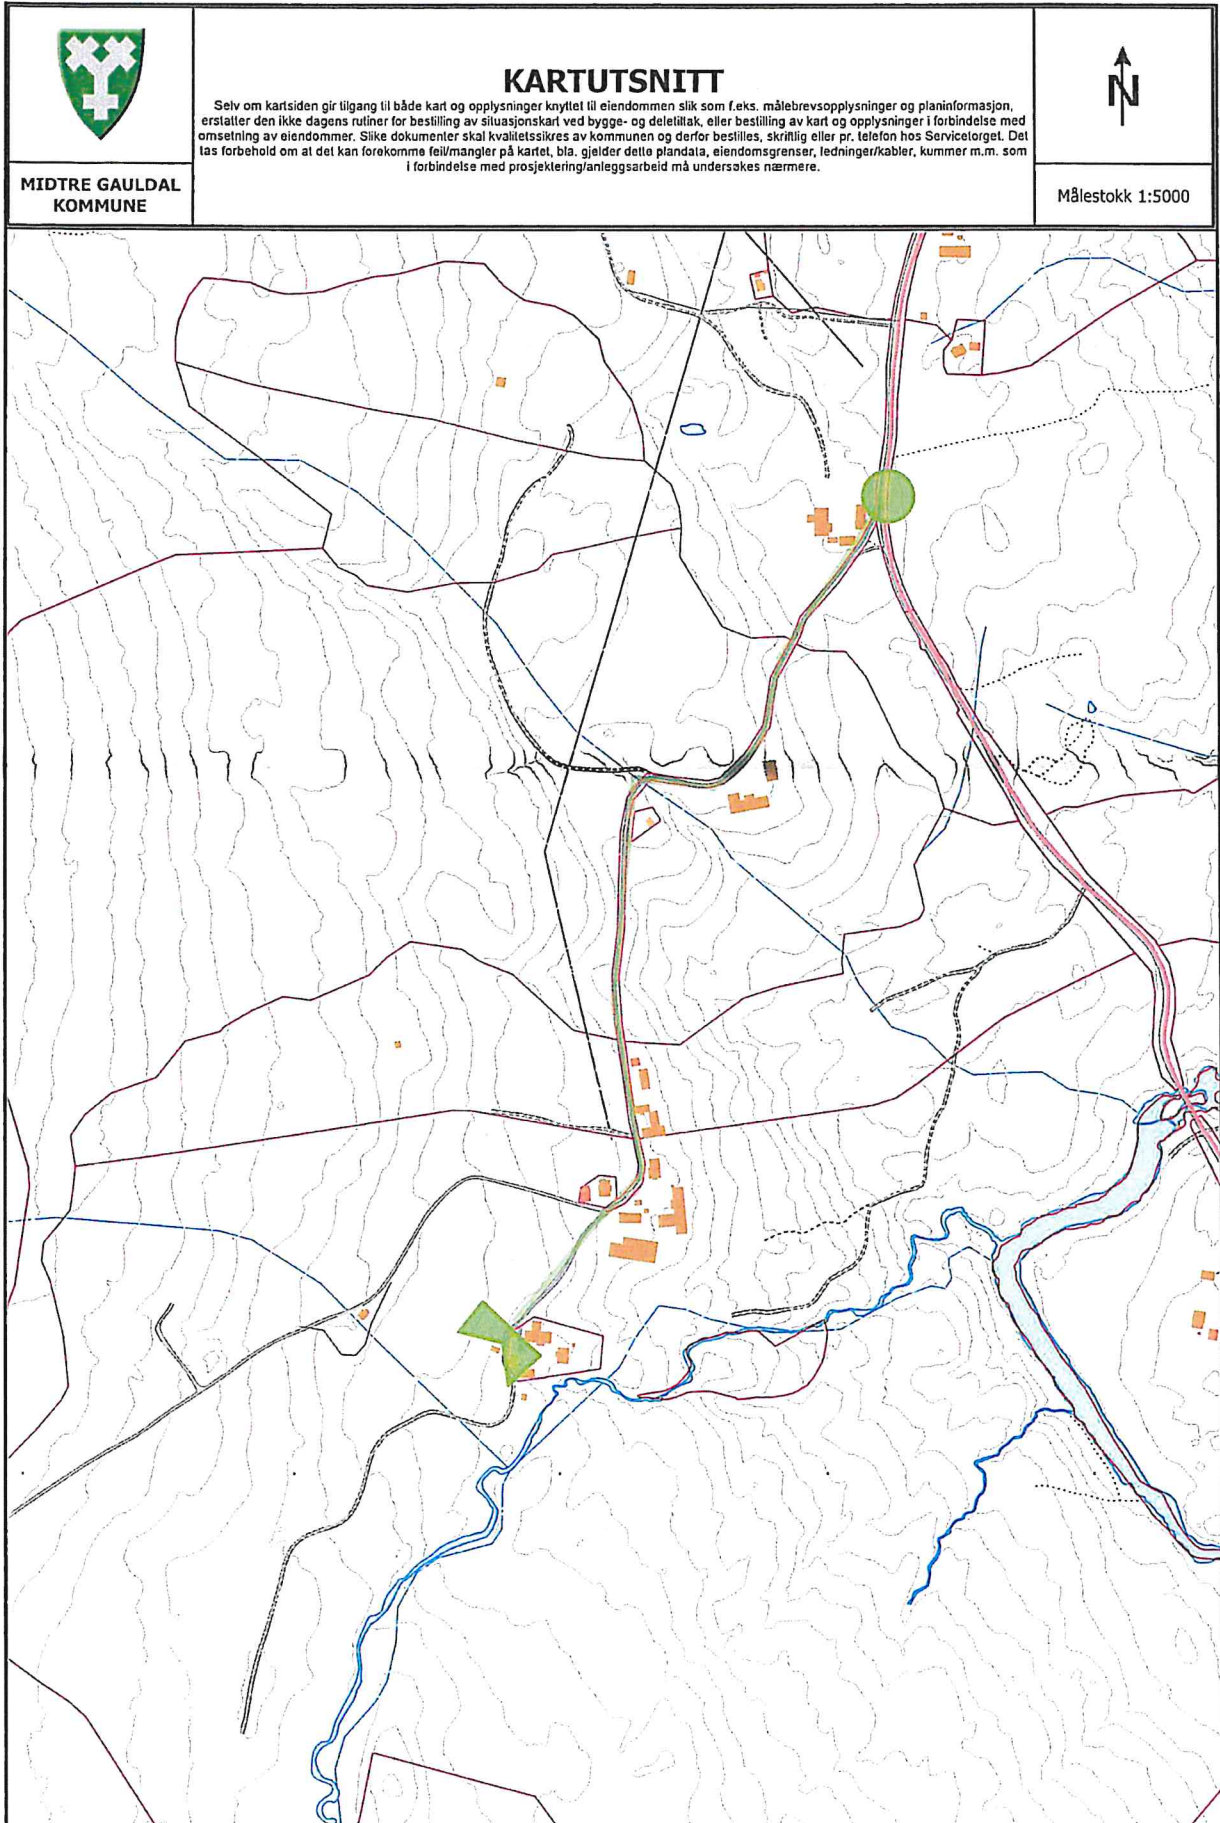 KARTUTSNITT
Selv om kartsiden gir tilgang til både kart og opplysninger knyttet til eiendommen slik som f.eks. målebrevsopplysninger og planinformasjon,
erstatter den ikke dagens rutiner for bestilling av situasjonskart ved bygge- og deletiltak, eller bestilling av kart og opplysninger i forbindelse med
omsetning av eiendommer. Slike dokumenter skal kvalitetssikres av kommunen og derfor bestilles, skriftlig eller pr. telefon hos Servicetorget. Det
tas forbehold om at det kan forekomme feil/mangler på kartet, bla. gjelder dette plandata, eiendomsgrenser, ledninger/kabler, kummer m.m. som
i forbindelse med prosjektering/anleggsarbeid må undersøkes nærmere.
MIDTRE GAULDAL
KOMMUNE
N
Målestokk 1:5000